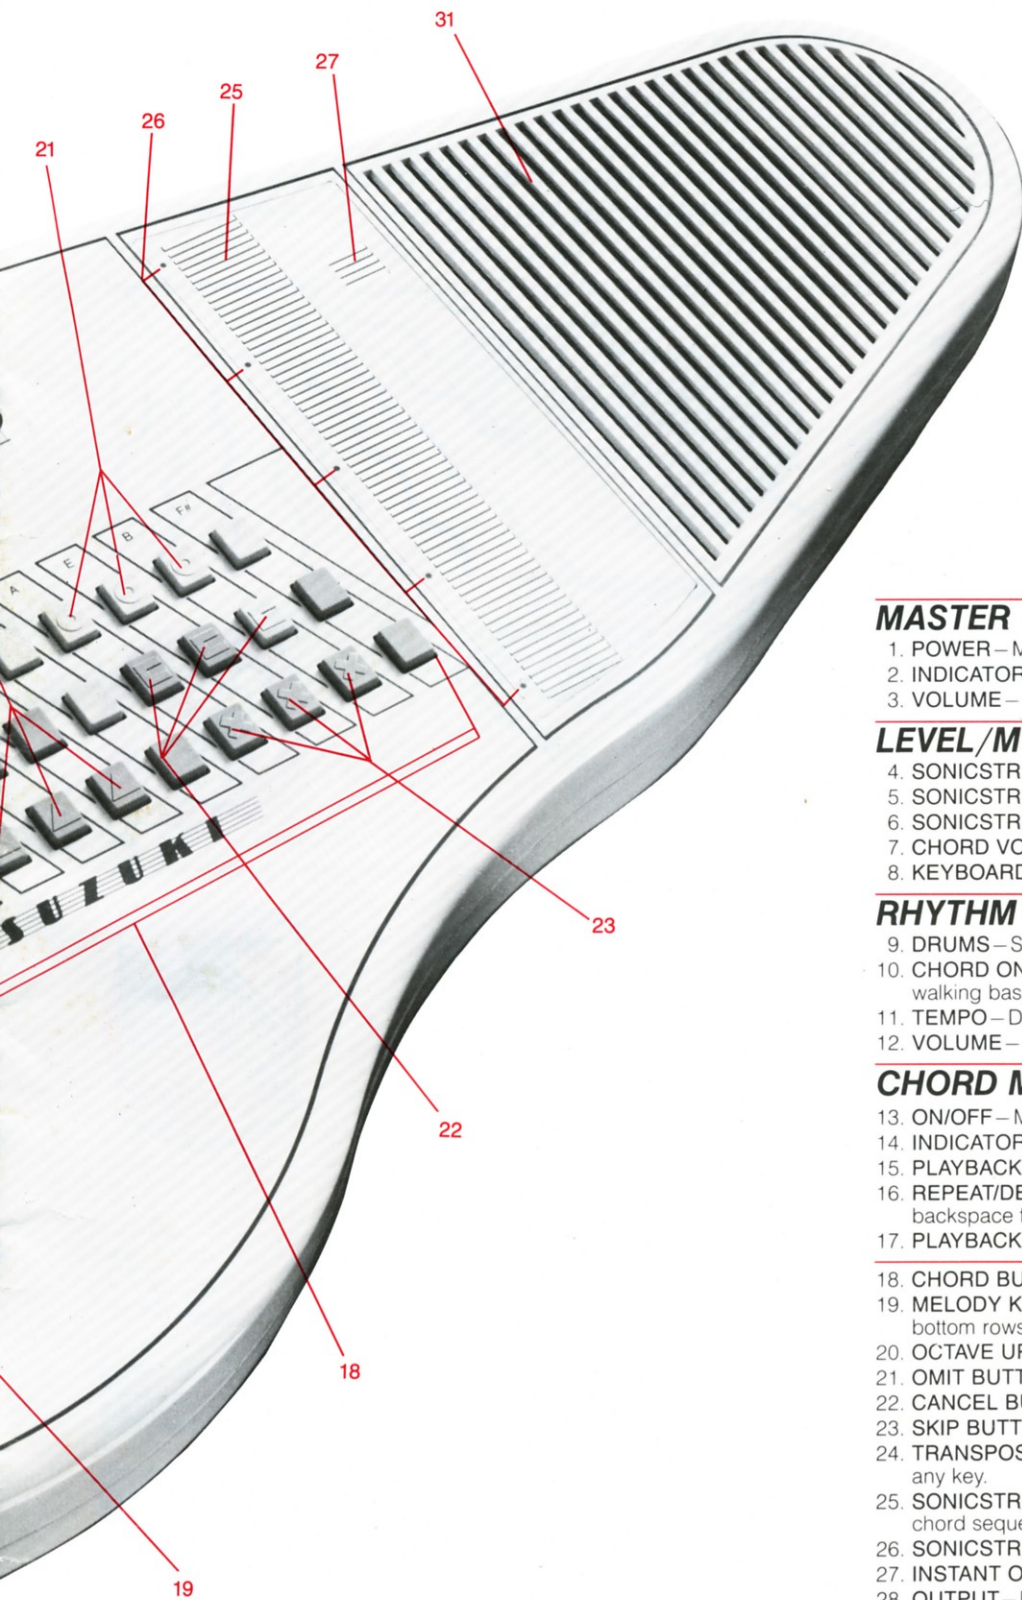 31
27
25
26
21
F#
B
E
A
SUZUKI
23
22
18
19
MASTER
1. POWER–M
2. INDICATOR
3. VOLUME–
LEVEL/M
4. SONICSTR
5. SONICSTR
6. SONICSTR
7. CHORD VO
8. KEYBOARD
RHYTHM
9. DRUMS–S
10. CHORD ON
walking bas
11. TEMPO–D
12. VOLUME–
CHORD M
13. ON/OFF–M
14. INDICATOR
15. PLAYBACK
16. REPEAT/DE
backspace f
17. PLAYBACK
18. CHORD BU
19. MELODY K
bottom rows
20. OCTAVE UP
21. OMIT BUTT
22. CANCEL BU
23. SKIP BUTT
24. TRANSPOS
any key.
25. SONICSTR
chord seque
26. SONICSTR
27. INSTANT O
28. OUTPUT–